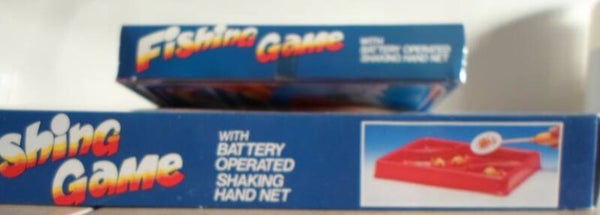 Fishing Game
WITH
BATTERY OPERATED
SHAKING HAND NET
shing
Game
WITH
BATTERY
OPERATED
SHAKING
HAND NET